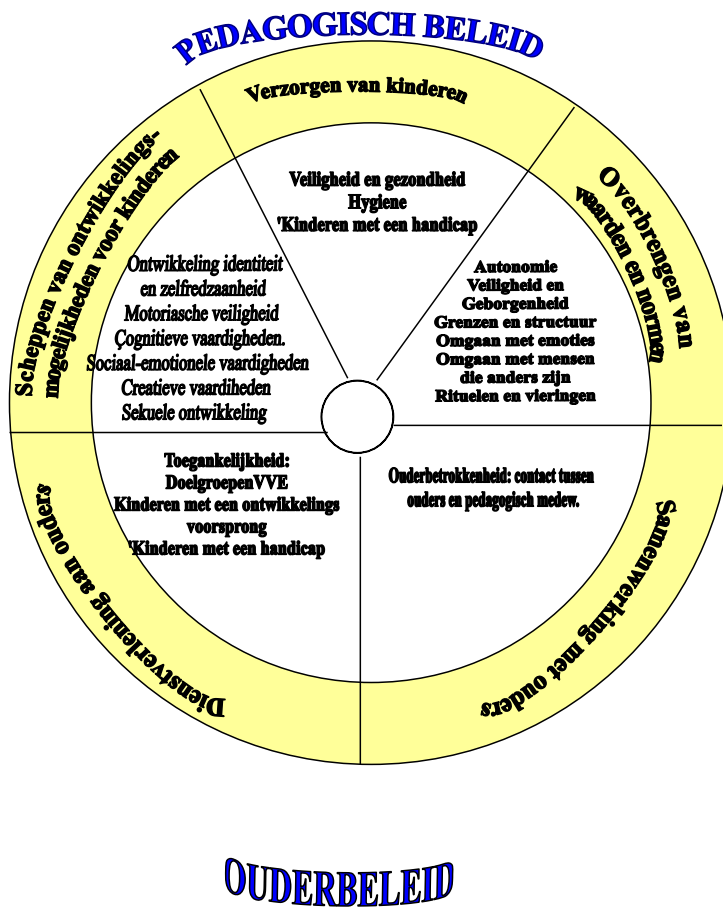 PEDAGOGISCH BELEID
Verzorgen van kinderen
Veiligheid en gezondheid
Hygiene
'Kinderen met een handicap
Overbrengen van
waarden en normen
Autonomie
Veiligheid en
Geborgenheid
Grenzen en structuur
Omgaan met emoties
Omgaan met mensen
die anders zijn
Rituelen en vieringen
Scheppen van ontwikkelings-
mogelijkheden voor kinderen
Ontwikkeling identiteit
en zelfredzaanheid
Motoriasche veiligheid
Çognitieve vaardigheden.
Sociaal-emotionele vaardigheden
Creatieve vaardiheden
Sekuele ontwikkeling
Toegankelijkheid:
DoelgroepenVVE
Kinderen met een ontwikkelings
voorsprong
'Kinderen met een handicap
Dienstverlening aan ouders
Ouderbetrokkenheid: contact tussen
ouders en pedagogisch medew.
Samenwerking met ouders
OUDERBELEID